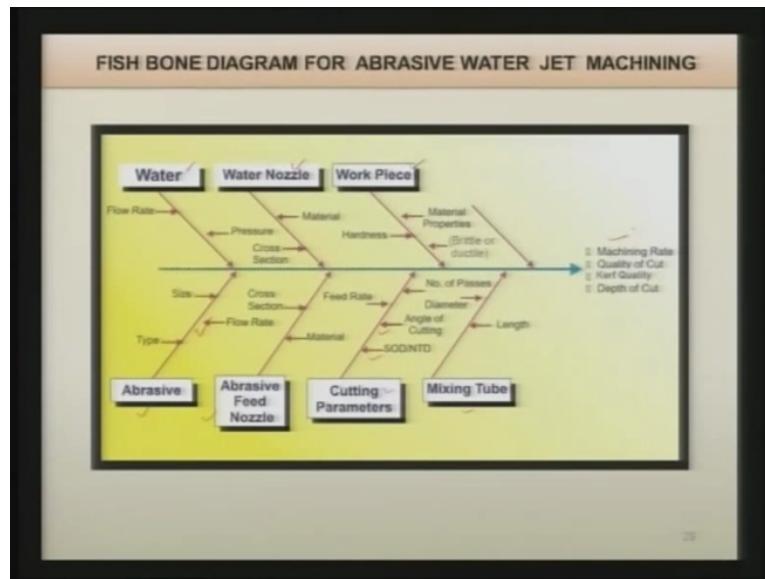 FISH BONE DIAGRAM FOR ABRASIVE WATER JET MACHINING
Water
Water Nozzle
Work Piece
Flow Rate
Pressure
Material
Cross
Section
Material
Properties
Hardness
(Brittle or
ductile)
Machining Rate
Quality of Cut
Kerf Quality
Depth of Cut
Size
Type
Flow Rate
Cross
Section
Material
Feed Rate
No. of Passes
Angle of
Cutting
SOD/NTD
Diameter
Length
Abrasive
Abrasive
Feed
Nozzle
Cutting
Parameters
Mixing Tube
29